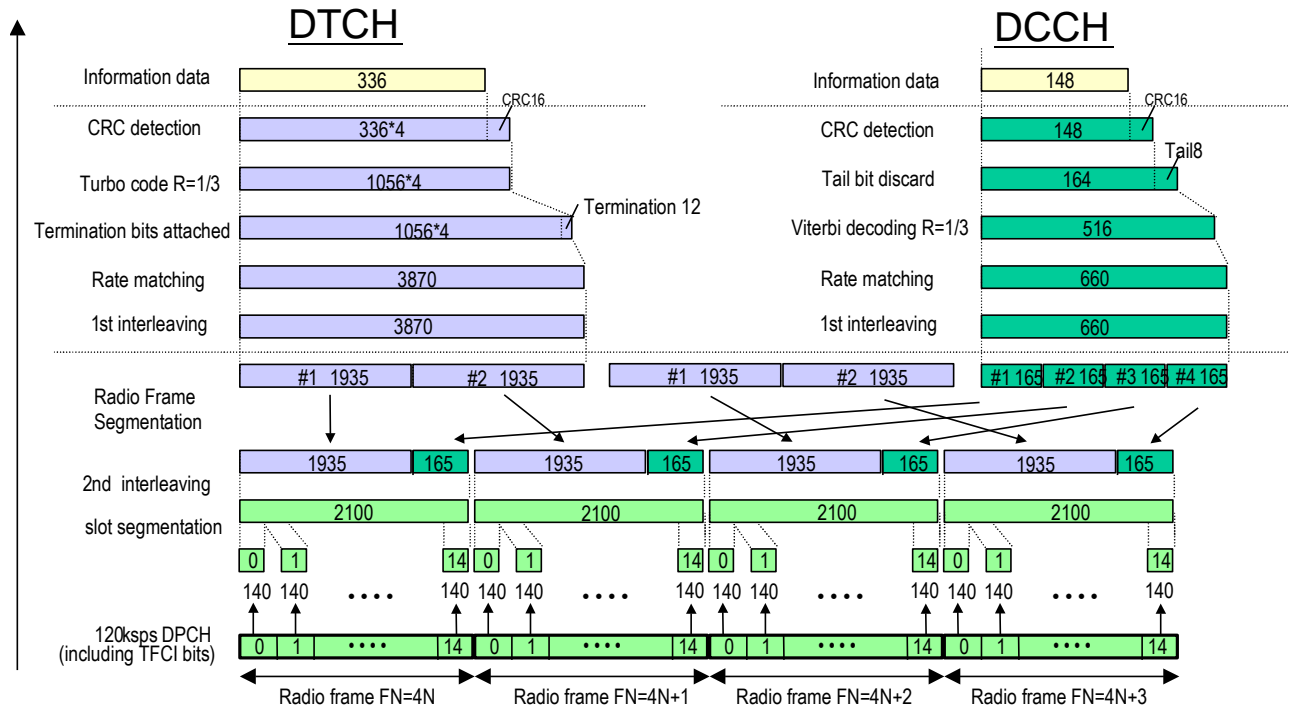 DTCH DCCH
Information data 336 Information data 148
CRC16 CRC16
CRC detection 336*4 CRC detection 148
Tail8
Turbo code R=1/3 1056*4 Tail bit discard 164
Termination 12
Termination bits attached 1056*4 Viterbi decoding R=1/3 516
Rate matching 3870 Rate matching 660
1st interleaving 3870 1st interleaving 660
#1 1935 #2 1935 #1 1935 #2 1935 #1 165 #2 165 #3 165 #4 165
Radio Frame
Segmentation
1935 165 1935 165 1935 165 1935 165
2nd interleaving
slot segmentation 2100 2100 2100 2100
0 1 14 0 1 14 0 1 14 0 1 14
140 140 •••• 140 140 140 •••• 140 140 140 •••• 140 140 140 •••• 140
120ksps DPCH
(including TFCI bits)
0 1 •••• 14 0 1 •••• 14 0 1 •••• 14 0 1 •••• 14
Radio frame FN=4N Radio frame FN=4N+1 Radio frame FN=4N+2 Radio frame FN=4N+3